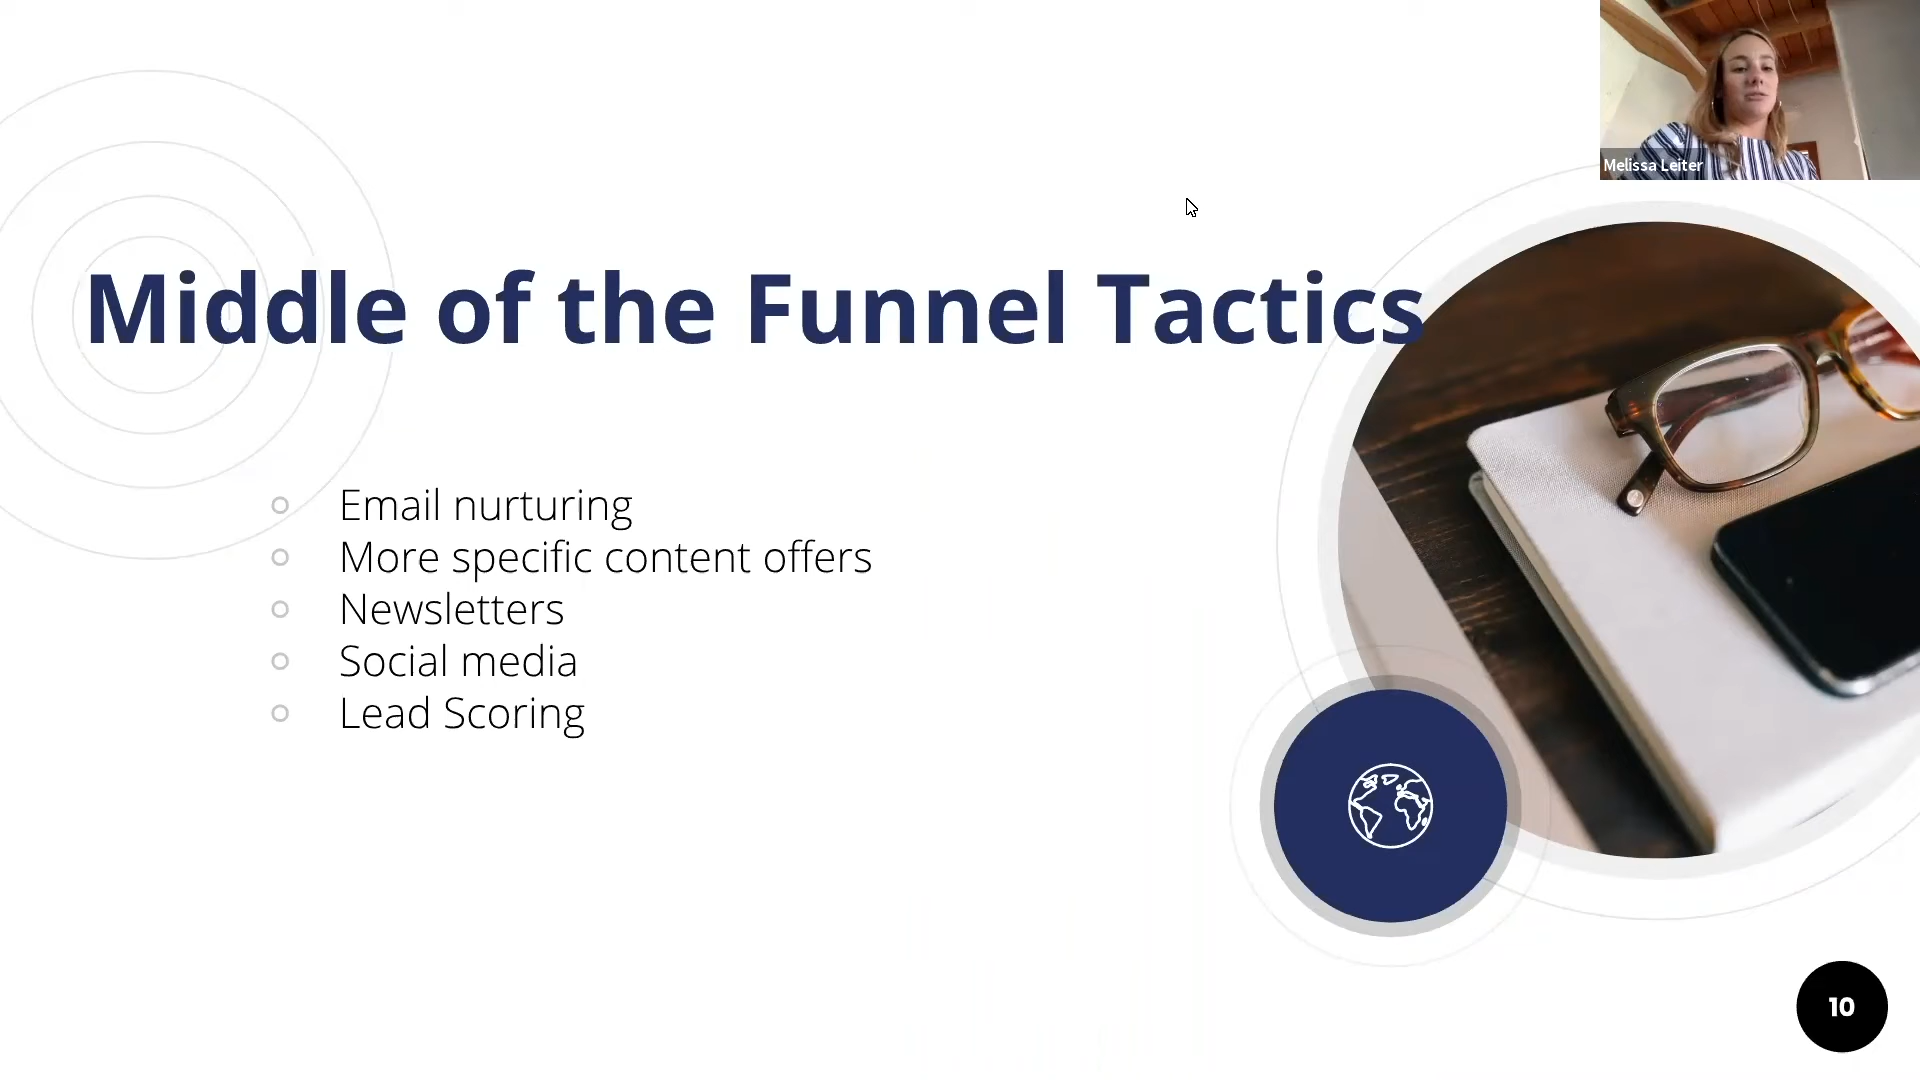 Melissa Leiter
Middle of the Funnel Tactics
Email nurturing
More specific content offers
Newsletters
Social media
Lead Scoring
10